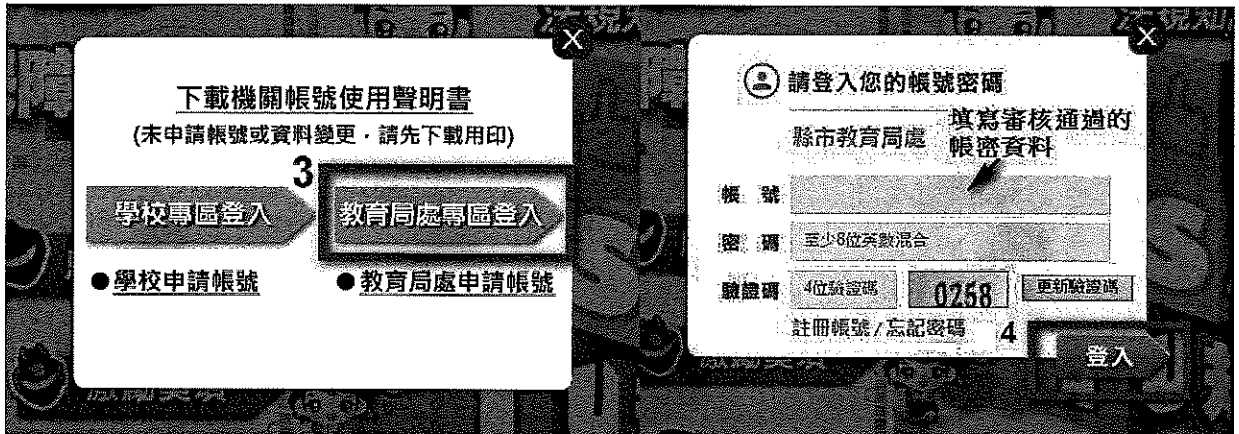 下載機關帳號使用聲明書
(未申請帳號或資料變更，請先下載用印)
3
學校專區登入
教育局處專區登入
●學校申請帳號
●教育局處申請帳號
X
請登入您的帳號密碼
縣市教育局處
填寫審核通過的
帳密資料
帳 號
密 碼 至少8位英數混合
驗證碼 4位驗證碼 0258 更新驗證碼
註冊帳號/忘記密碼
4
登入
X